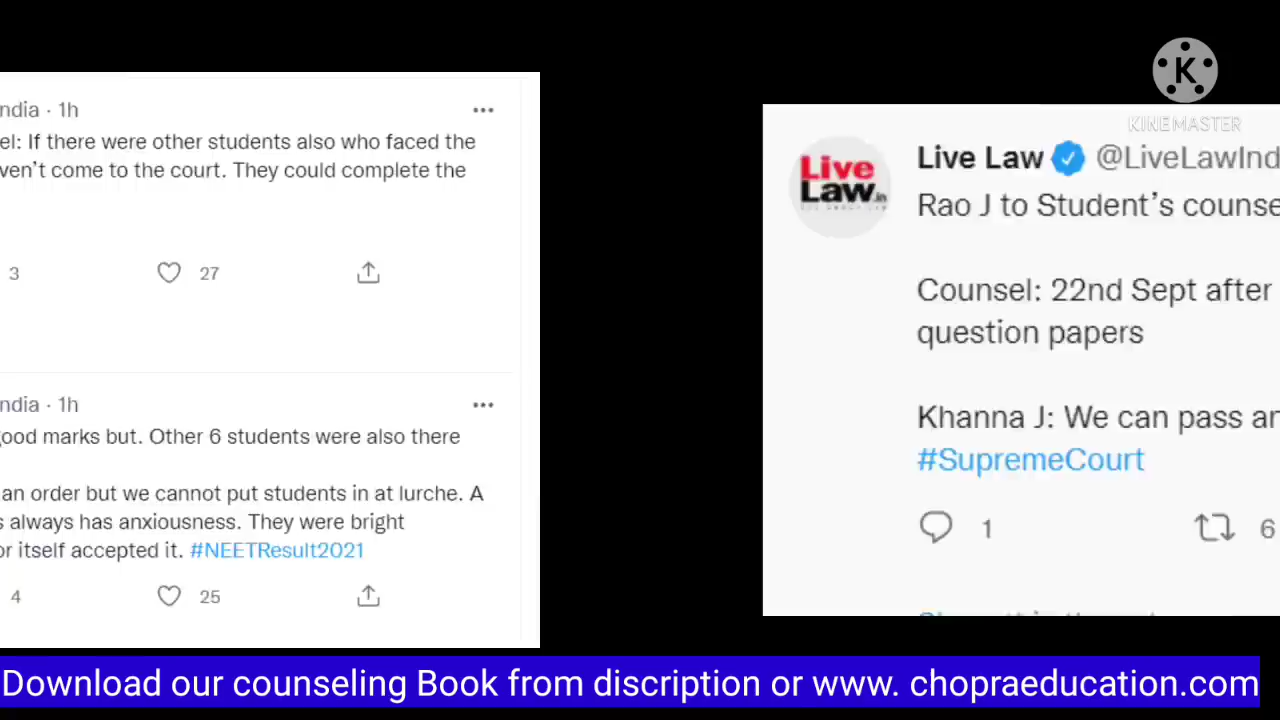 ndia · 1h
el: If there were other students also who faced the
ven't come to the court. They could complete the
3 27
ndia · 1h
good marks but. Other 6 students were also there
an order but we cannot put students in at lurche. A
s always has anxiousness. They were bright
or itself accepted it. #NEETResult2021
4 25
K
KINEMASTER
Live Law.in
Live Law @LiveLawInd
Rao J to Student's counse
Counsel: 22nd Sept after
question papers
Khanna J: We can pass an
#SupremeCourt
1 6
Download our counseling Book from discription or www. chopraeducation.com